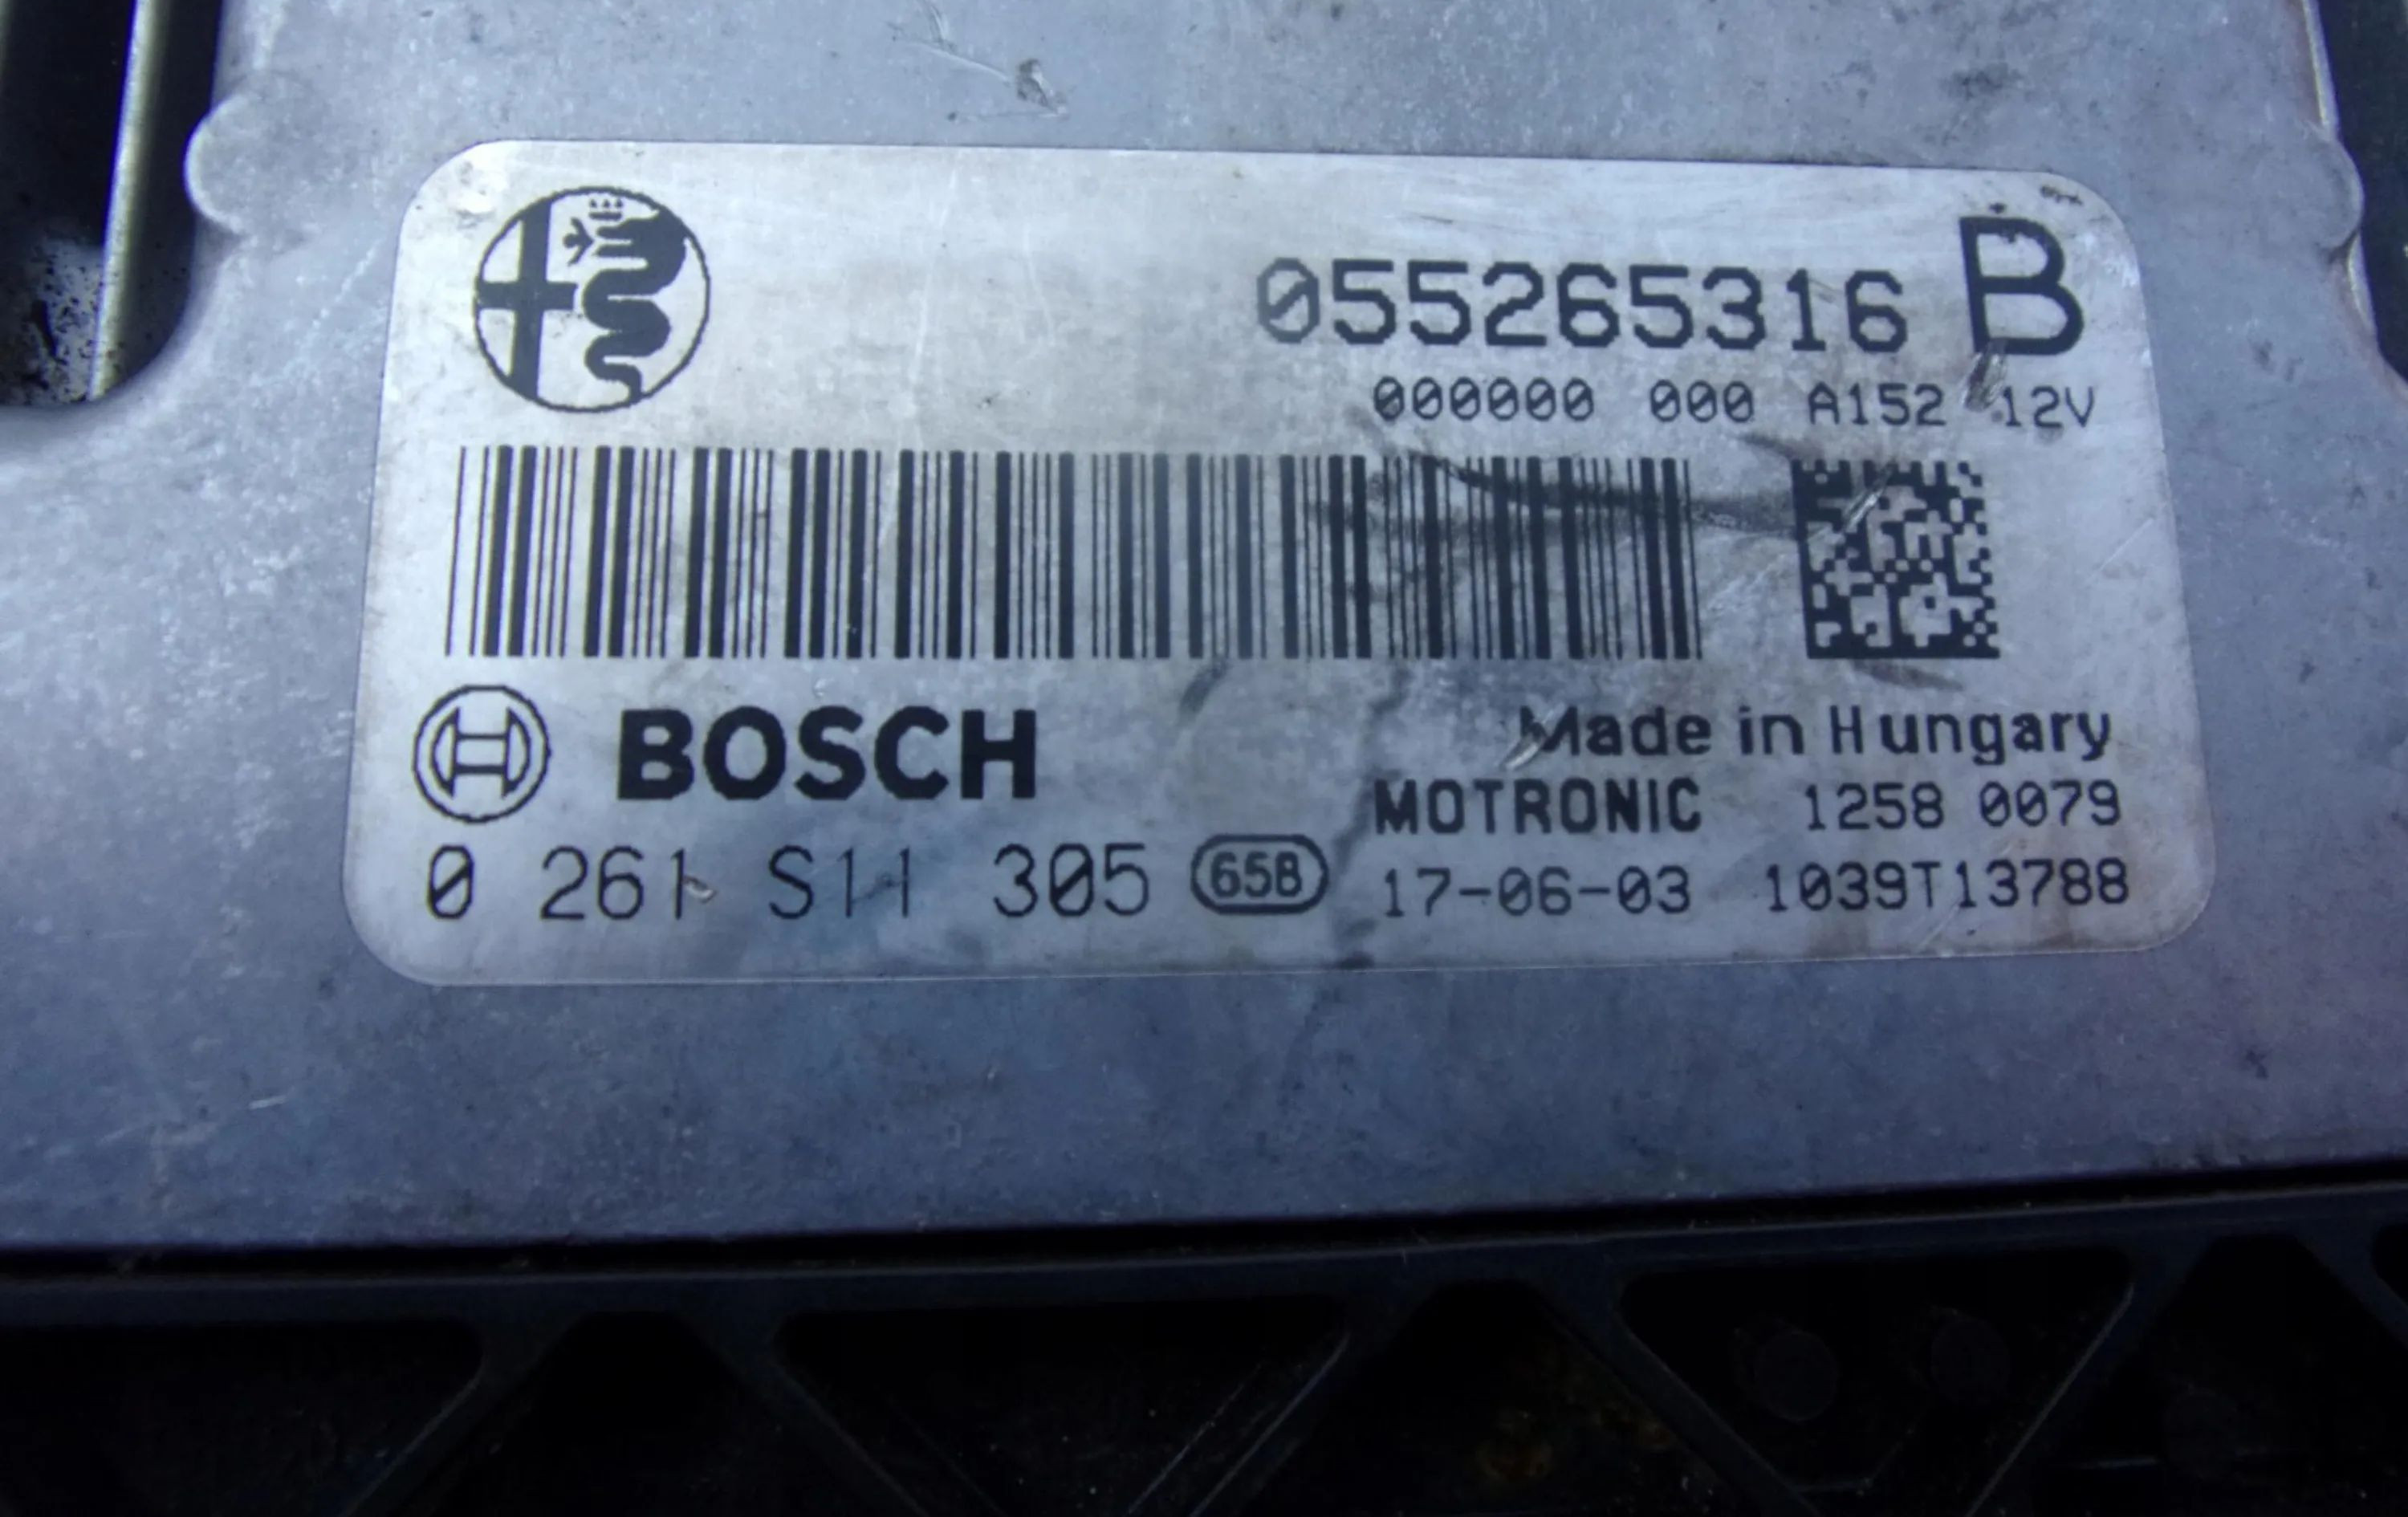 055265316 B
000000 000 A152 12V
BOSCH
Made in Hungary
MOTRONIC 1258 0079
0 261 S11 305 65B 17-06-03 1039T13788